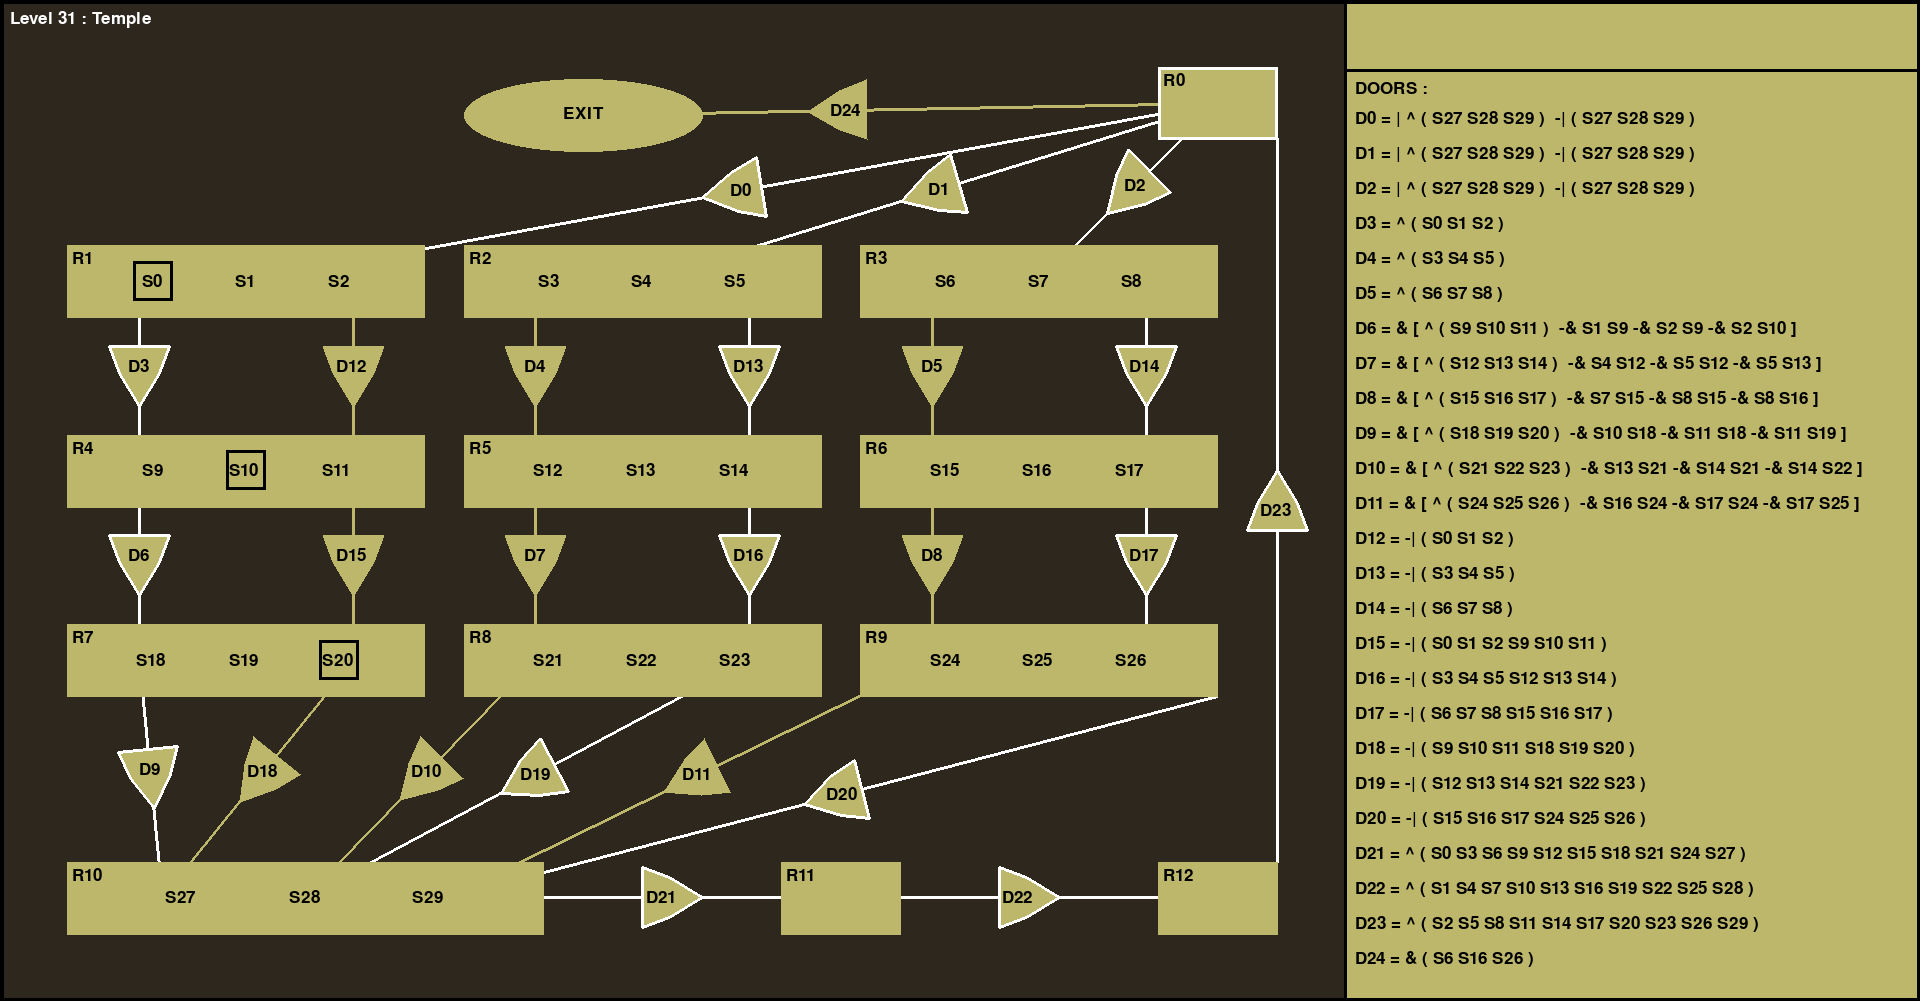 Level 31 : Temple
R0
EXIT
D24
D0
D1
D2
R1
S0 S1 S2
R2
S3 S4 S5
R3
S6 S7 S8
D3
D12
D4
D13
D5
D14
R4
S9 S10 S11
R5
S12 S13 S14
R6
S15 S16 S17
D23
D6
D15
D7
D16
D8
D17
R7
S18 S19 S20
R8
S21 S22 S23
R9
S24 S25 S26
D9
D18
D10
D19
D11
D20
R10
S27 S28 S29
D21
R11
D22
R12
DOORS :
D0 = | ^ ( S27 S28 S29 ) -| ( S27 S28 S29 )
D1 = | ^ ( S27 S28 S29 ) -| ( S27 S28 S29 )
D2 = | ^ ( S27 S28 S29 ) -| ( S27 S28 S29 )
D3 = ^ ( S0 S1 S2 )
D4 = ^ ( S3 S4 S5 )
D5 = ^ ( S6 S7 S8 )
D6 = & [ ^ ( S9 S10 S11 ) -& S1 S9 -& S2 S9 -& S2 S10 ]
D7 = & [ ^ ( S12 S13 S14 ) -& S4 S12 -& S5 S12 -& S5 S13 ]
D8 = & [ ^ ( S15 S16 S17 ) -& S7 S15 -& S8 S15 -& S8 S16 ]
D9 = & [ ^ ( S18 S19 S20 ) -& S10 S18 -& S11 S18 -& S11 S19 ]
D10 = & [ ^ ( S21 S22 S23 ) -& S13 S21 -& S14 S21 -& S14 S22 ]
D11 = & [ ^ ( S24 S25 S26 ) -& S16 S24 -& S17 S24 -& S17 S25 ]
D12 = -| ( S0 S1 S2 )
D13 = -| ( S3 S4 S5 )
D14 = -| ( S6 S7 S8 )
D15 = -| ( S0 S1 S2 S9 S10 S11 )
D16 = -| ( S3 S4 S5 S12 S13 S14 )
D17 = -| ( S6 S7 S8 S15 S16 S17 )
D18 = -| ( S9 S10 S11 S18 S19 S20 )
D19 = -| ( S12 S13 S14 S21 S22 S23 )
D20 = -| ( S15 S16 S17 S24 S25 S26 )
D21 = ^ ( S0 S3 S6 S9 S12 S15 S18 S21 S24 S27 )
D22 = ^ ( S1 S4 S7 S10 S13 S16 S19 S22 S25 S28 )
D23 = ^ ( S2 S5 S8 S11 S14 S17 S20 S23 S26 S29 )
D24 = & ( S6 S16 S26 )